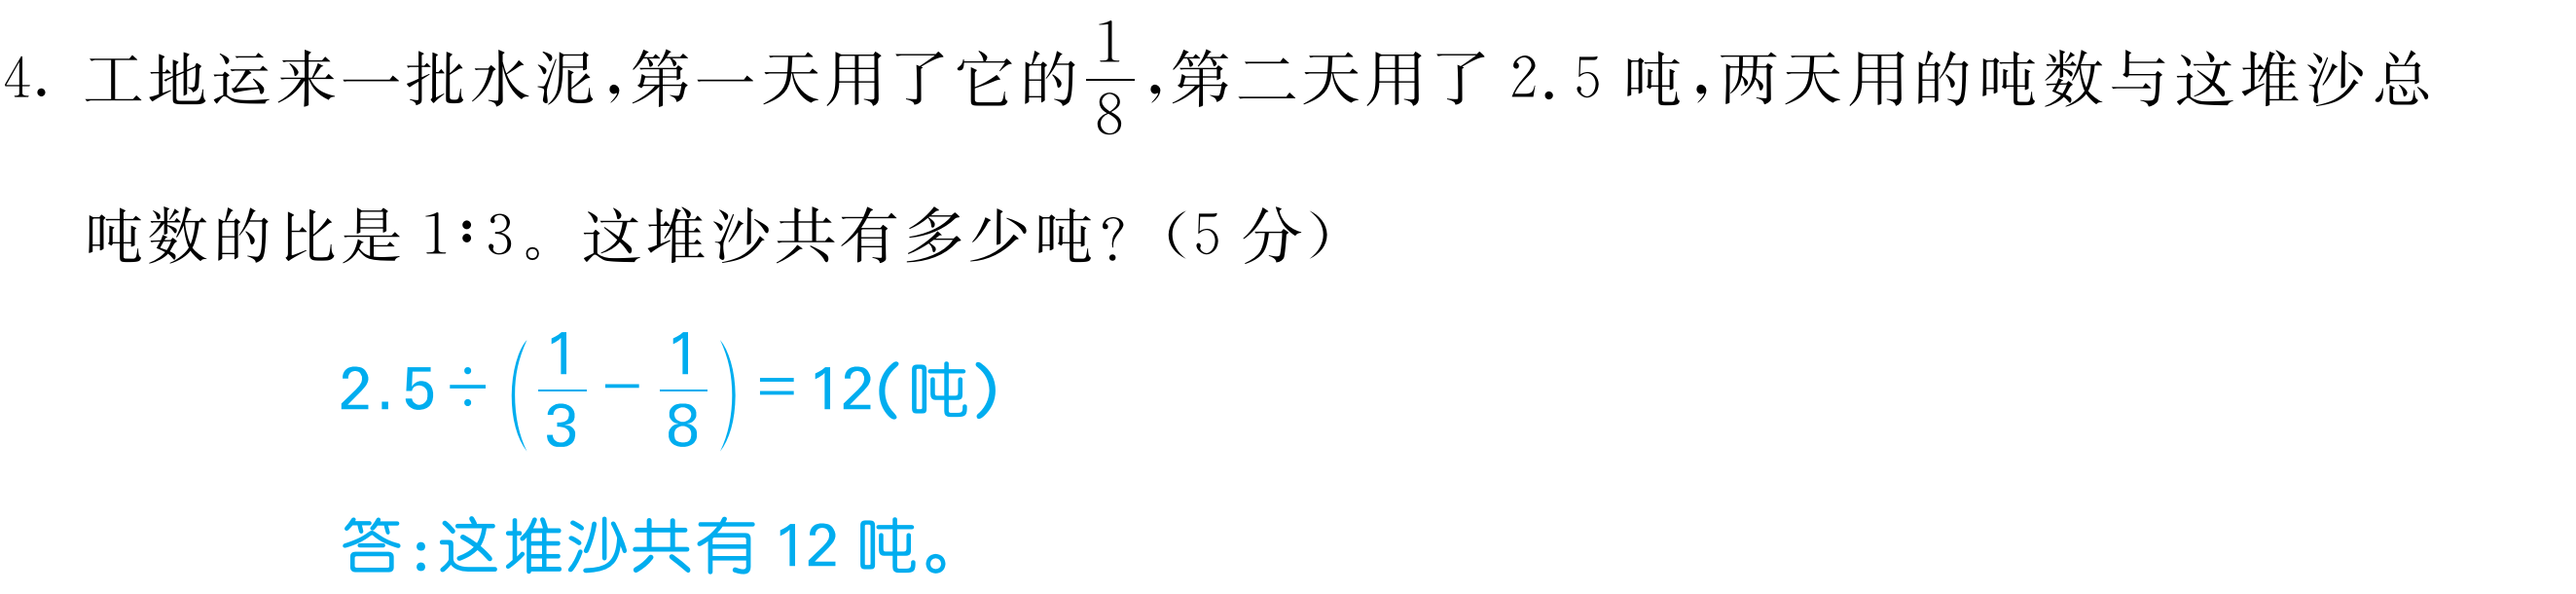 4. 工地运来一批水泥,第一天用了它的1/8,第二天用了 2.5 吨,两天用的吨数与这堆沙总
吨数的比是 1∶3。这堆沙共有多少吨?(5 分)
2.5÷(1/3－1/8)＝12(吨)
答:这堆沙共有 12 吨。